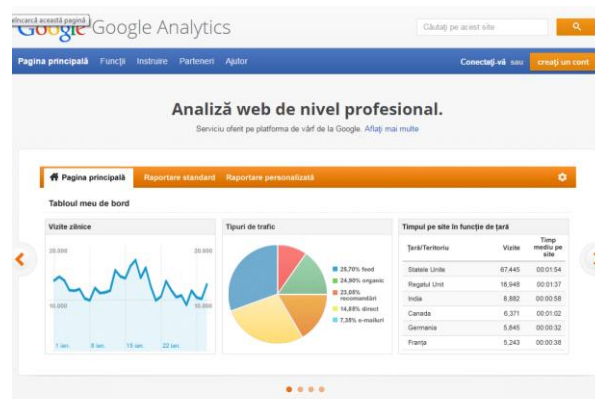 eîncarcă această pagină
Google Google Analytics
Căutați pe acest site
Pagina principală Funcții Instruire Parteneri Ajutor Conectați-vă sau creați un cont
Analiză web de nivel profesional.
Serviciu oferit pe platforma de vârf de la Google. Aflați mai multe
Pagina principală Raportare standard Raportare personalizată
Tabloul meu de bord
Vizite zilnice
20.000 20.000
10.000 10.000
1 ian. 8 ian. 15 ian. 22 ian.
Tipuri de trafic
25,70% feed
24,90% organic
23,05%
recomandări
14,85% direct
7,35% e-mailuri
Timpul pe site în funcție de țară
Țară/Teritoriu Vizite Timp mediu pe site
Statele Unite 67,445 00:01:54
Regatul Unit 16,948 00:01:37
India 8,882 00:00:58
Canada 6,371 00:01:02
Germania 5,845 00:00:32
Franța 5,243 00:00:38